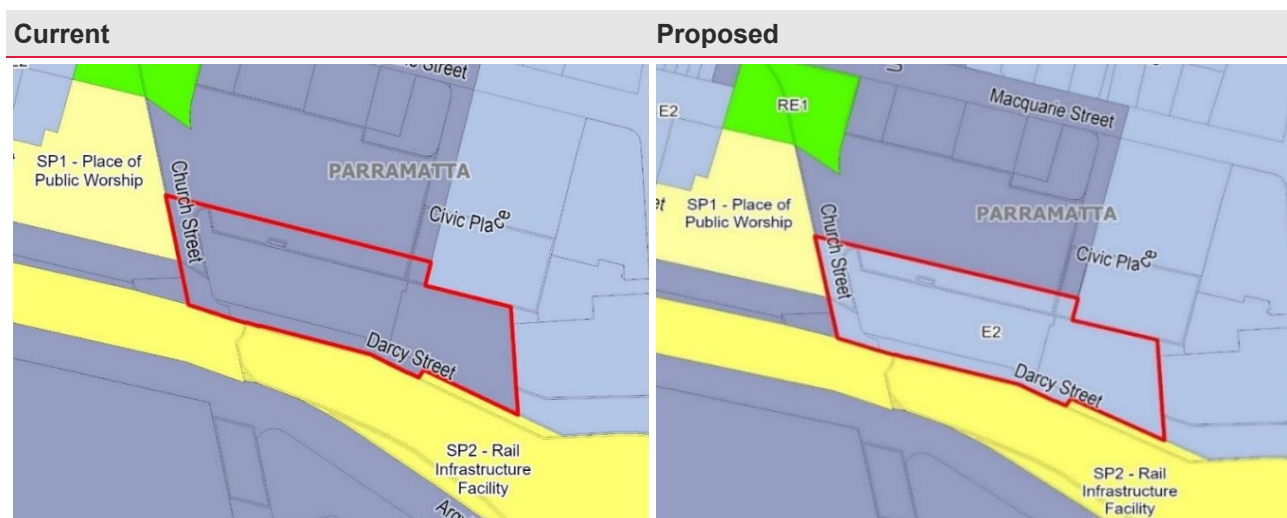 Current
Proposed
Street
SP1 - Place of
Public Worship
Church Street
PARRAMATTA
Civic Place
Darcy Street
SP2 - Rail
Infrastructure
Facility
RE1
E2
Macquarie Street
SP1 - Place of
Public Worship
Church Street
PARRAMATTA
Civic Place
E2
Darcy Street
SP2 - Rail
Infrastructure
Facility